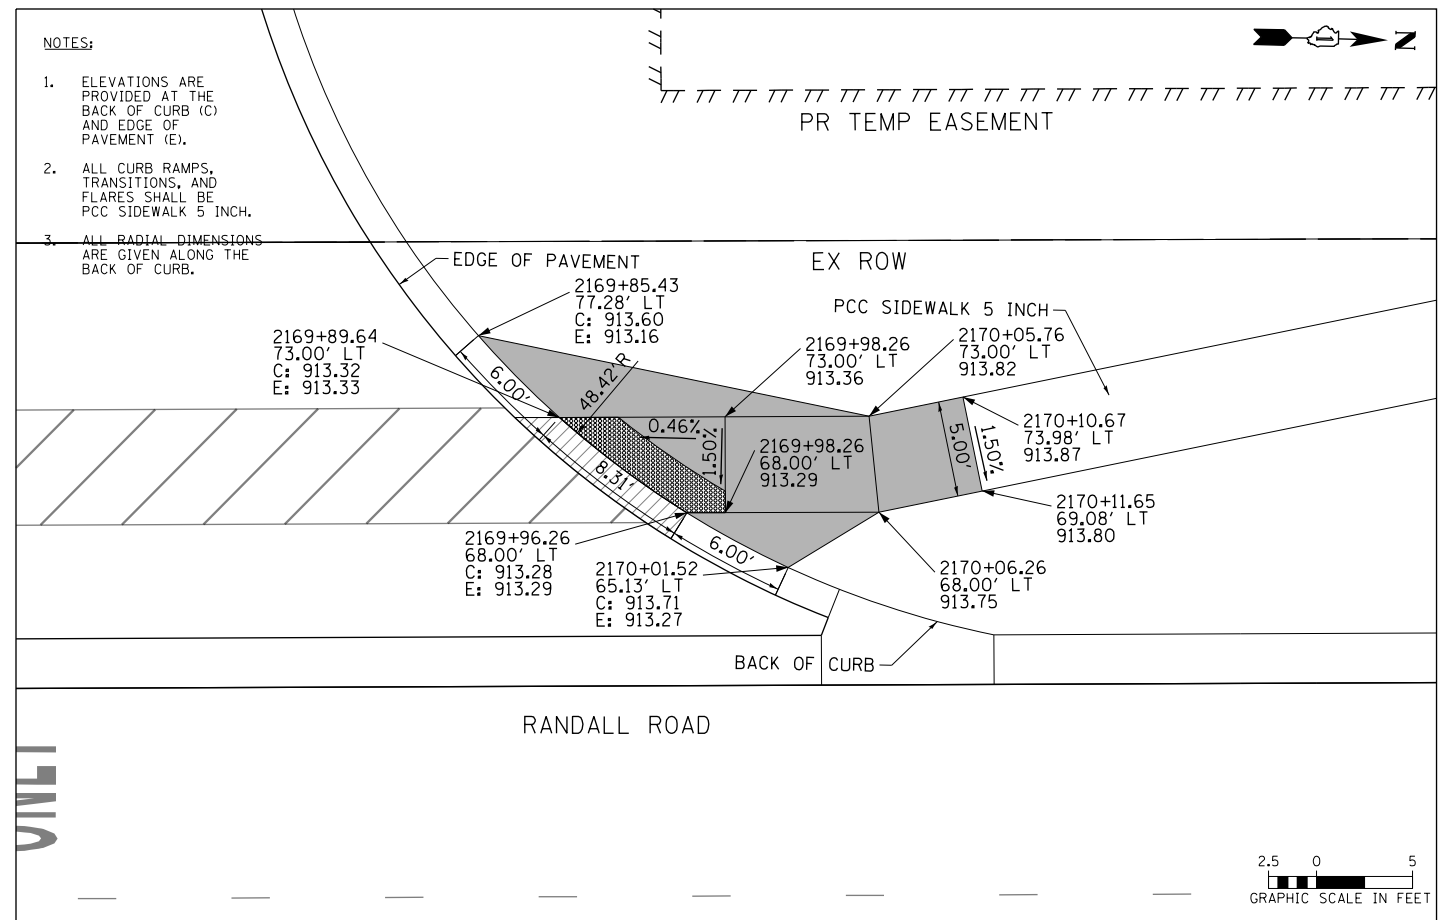 NOTES:
1. ELEVATIONS ARE
PROVIDED AT THE
BACK OF CURB (C)
AND EDGE OF
PAVEMENT (E).
2. ALL CURB RAMPS,
TRANSITIONS, AND
FLARES SHALL BE
PCC SIDEWALK 5 INCH.
3. ALL RADIAL DIMENSIONS
ARE GIVEN ALONG THE
BACK OF CURB.
N
PR TEMP EASEMENT
EDGE OF PAVEMENT
EX ROW
2169+85.43
77.28' LT
C: 913.60
E: 913.16
PCC SIDEWALK 5 INCH
2169+89.64
73.00' LT
C: 913.32
E: 913.33
2169+98.26
73.00' LT
913.36
2170+05.76
73.00' LT
913.82
6.00'
48.42' R
0.46%
1.50%
5.00'
1.50%
2170+10.67
73.98' LT
913.87
2169+98.26
68.00' LT
913.29
8.31'
2170+11.65
69.08' LT
913.80
2169+96.26
68.00' LT
C: 913.28
E: 913.29
6.00'
2170+01.52
65.13' LT
C: 913.71
E: 913.27
2170+06.26
68.00' LT
913.75
BACK OF CURB
RANDALL ROAD
ONLY
2.5 0 5
GRAPHIC SCALE IN FEET